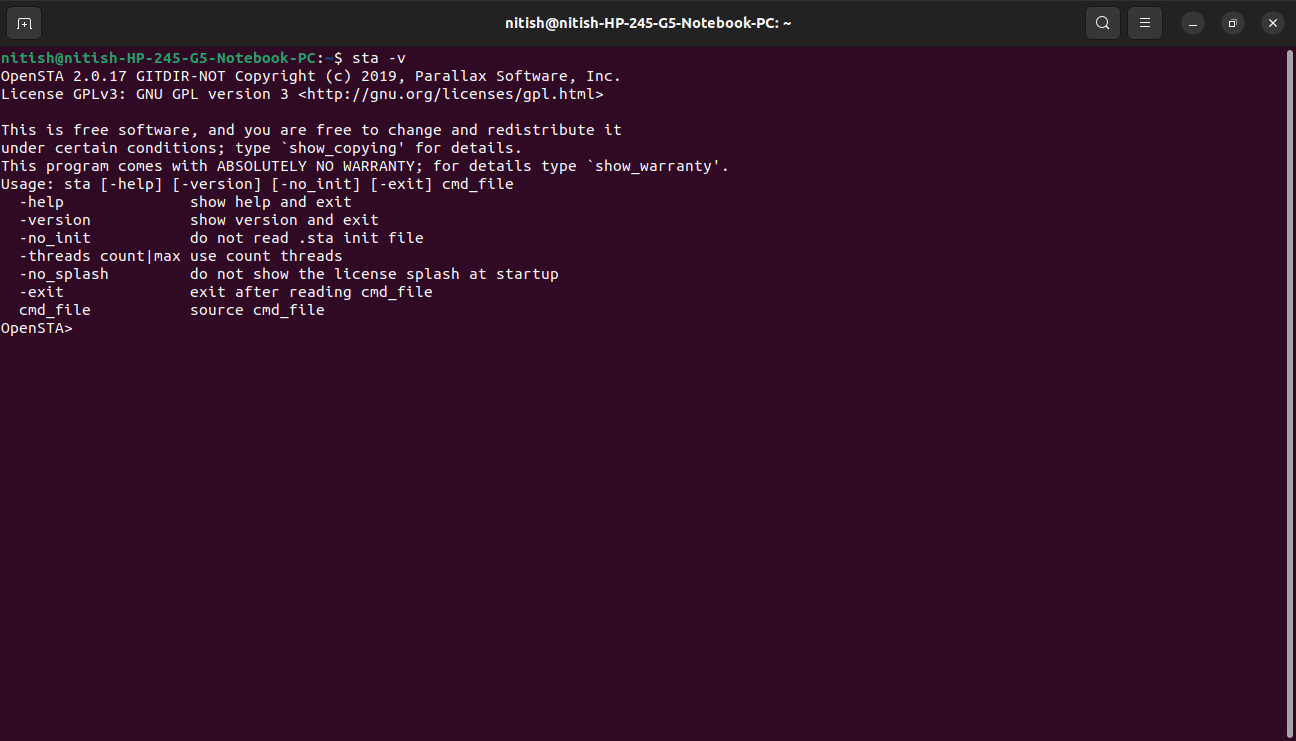 nitish@nitish-HP-245-G5-Notebook-PC: ~
nitish@nitish-HP-245-G5-Notebook-PC:~$ sta -v
OpenSTA 2.0.17 GITDIR-NOT Copyright (c) 2019, Parallax Software, Inc.
License GPLv3: GNU GPL version 3 <http://gnu.org/licenses/gpl.html>

This is free software, and you are free to change and redistribute it
under certain conditions; type `show_copying' for details.
This program comes with ABSOLUTELY NO WARRANTY; for details type `show_warranty'.
Usage: sta [-help] [-version] [-no_init] [-exit] cmd_file
  -help              show help and exit
  -version           show version and exit
  -no_init           do not read .sta init file
  -threads count|max use count threads
  -no_splash         do not show the license splash at startup
  -exit              exit after reading cmd_file
  cmd_file           source cmd_file
OpenSTA>